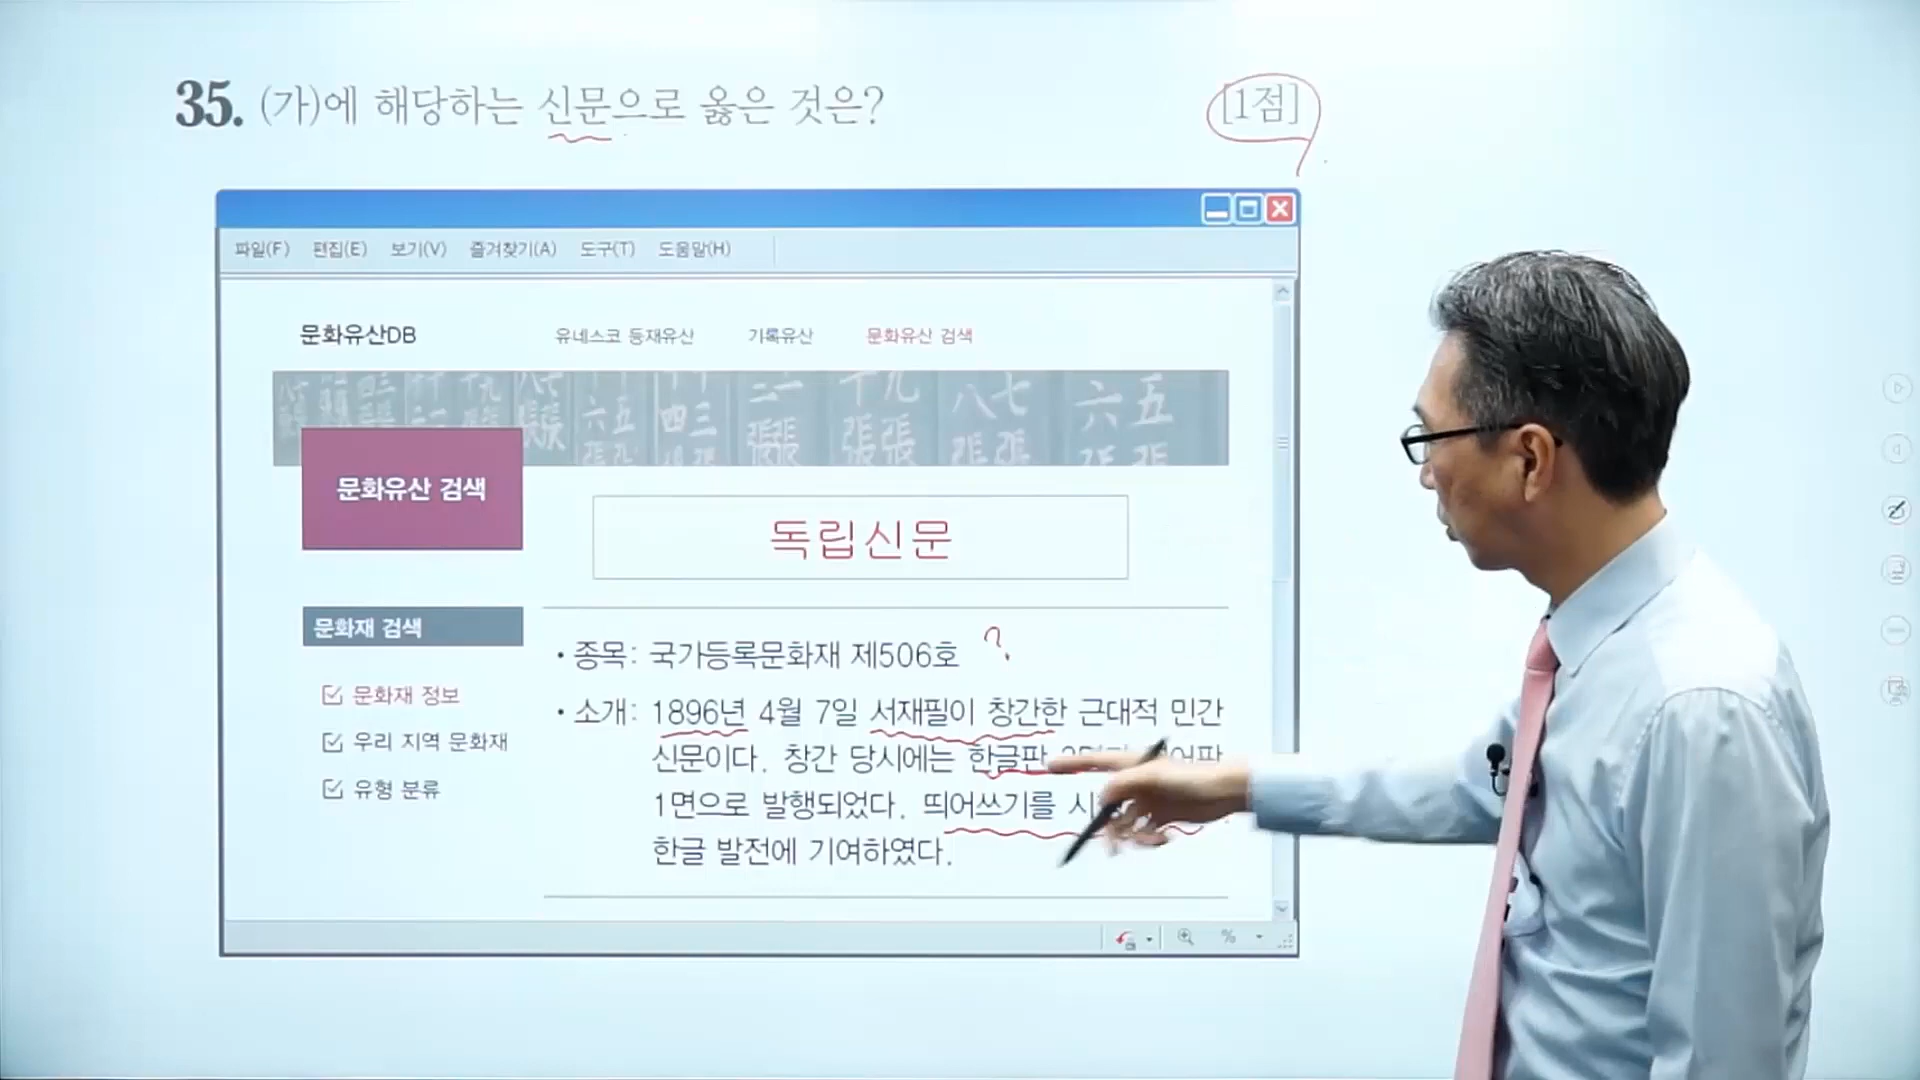 35. (가)에 해당하는 신문으로 옳은 것은? [1점]
파일(F) 편집(E) 보기(V) 즐겨찾기(A) 도구(T) 도움말(H)
문화유산DB 유네스코 등재유산 기록유산 문화유산 검색
문화유산 검색
독립신문
문화재 검색
문화재 정보
우리 지역 문화재
유형 분류
• 종목: 국가등록문화재 제506호 ?
• 소개: 1896년 4월 7일 서재필이 창간한 근대적 민간
신문이다. 창간 당시에는 한글판
1면으로 발행되었다. 띄어쓰기를
한글 발전에 기여하였다.
%